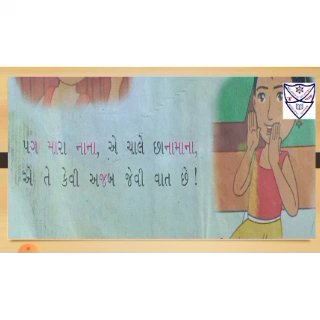 પગ મારા નાના, એ ચાલે છાનામાના,
એ તે કેવી અજબ જેવી વાત છે !